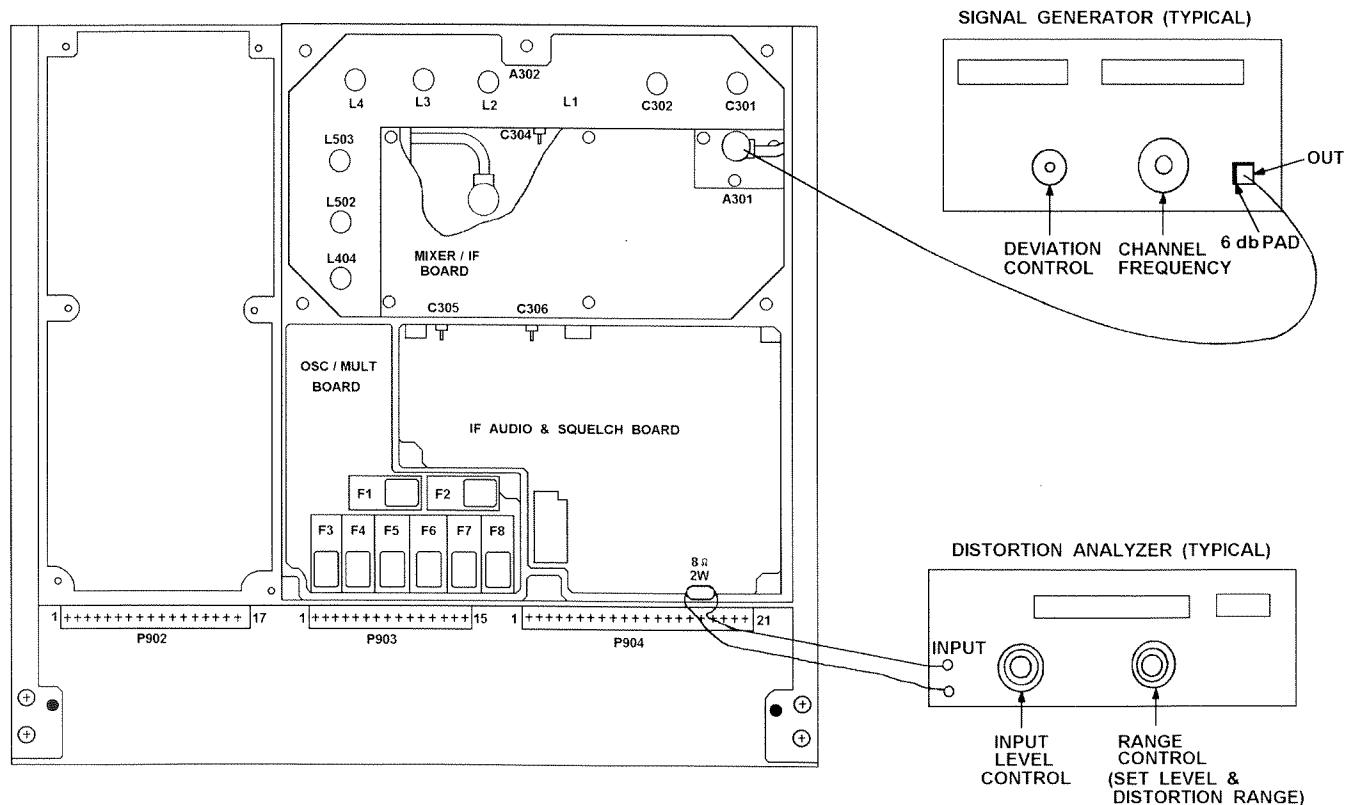 SIGNAL GENERATOR (TYPICAL)
A302
L4
L3
L2
L1
C302
C301
L503
C304
A301
OUT
L502
DEVIATION
CONTROL
CHANNEL
FREQUENCY
6 db PAD
MIXER / IF
BOARD
L404
C305
C306
OSC / MULT
BOARD
IF AUDIO & SQUELCH BOARD
F1
F2
F3
F4
F5
F6
F7
F8
8 Ω
2W
DISTORTION ANALYZER (TYPICAL)
1
17
1
15
1
21
P902
P903
P904
INPUT
INPUT
LEVEL
CONTROL
RANGE
CONTROL
(SET LEVEL &
DISTORTION RANGE)